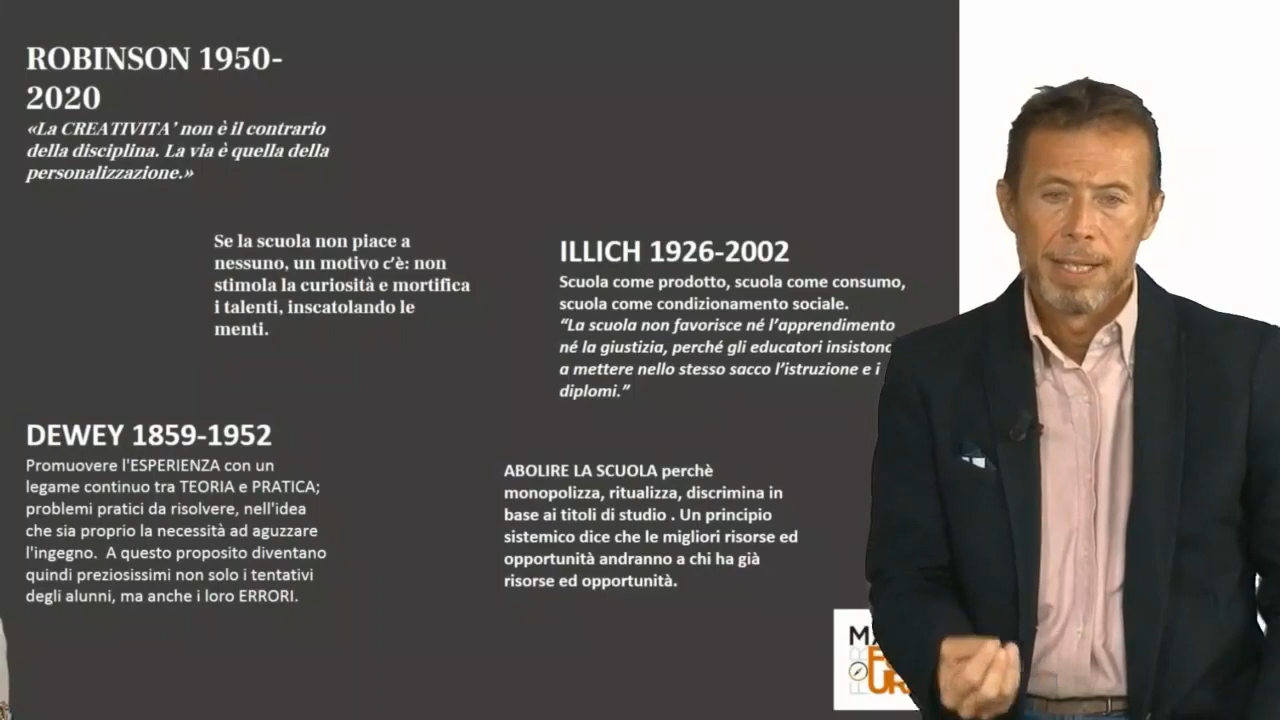 ROBINSON 1950-
2020
«La CREATIVITA' non è il contrario
della disciplina. La via è quella della
personalizzazione.»
Se la scuola non piace a
nessuno, un motivo c'è: non
stimola la curiosità e mortifica
i talenti, inscatolando le
menti.
ILLICH 1926-2002
Scuola come prodotto, scuola come consumo,
scuola come condizionamento sociale.
“La scuola non favorisce né l’apprendimento
né la giustizia, perché gli educatori insistono
a mettere nello stesso sacco l’istruzione e i
diplomi.”
DEWEY 1859-1952
Promuovere l'ESPERIENZA con un
legame continuo tra TEORIA e PRATICA;
problemi pratici da risolvere, nell'idea
che sia proprio la necessità ad aguzzare
l'ingegno. A questo proposito diventano
quindi preziosissimi non solo i tentativi
degli alunni, ma anche i loro ERRORI.
ABOLIRE LA SCUOLA perchè
monopolizza, ritualizza, discrimina in
base ai titoli di studio . Un principio
sistemico dice che le migliori risorse ed
opportunità andranno a chi ha già
risorse ed opportunità.